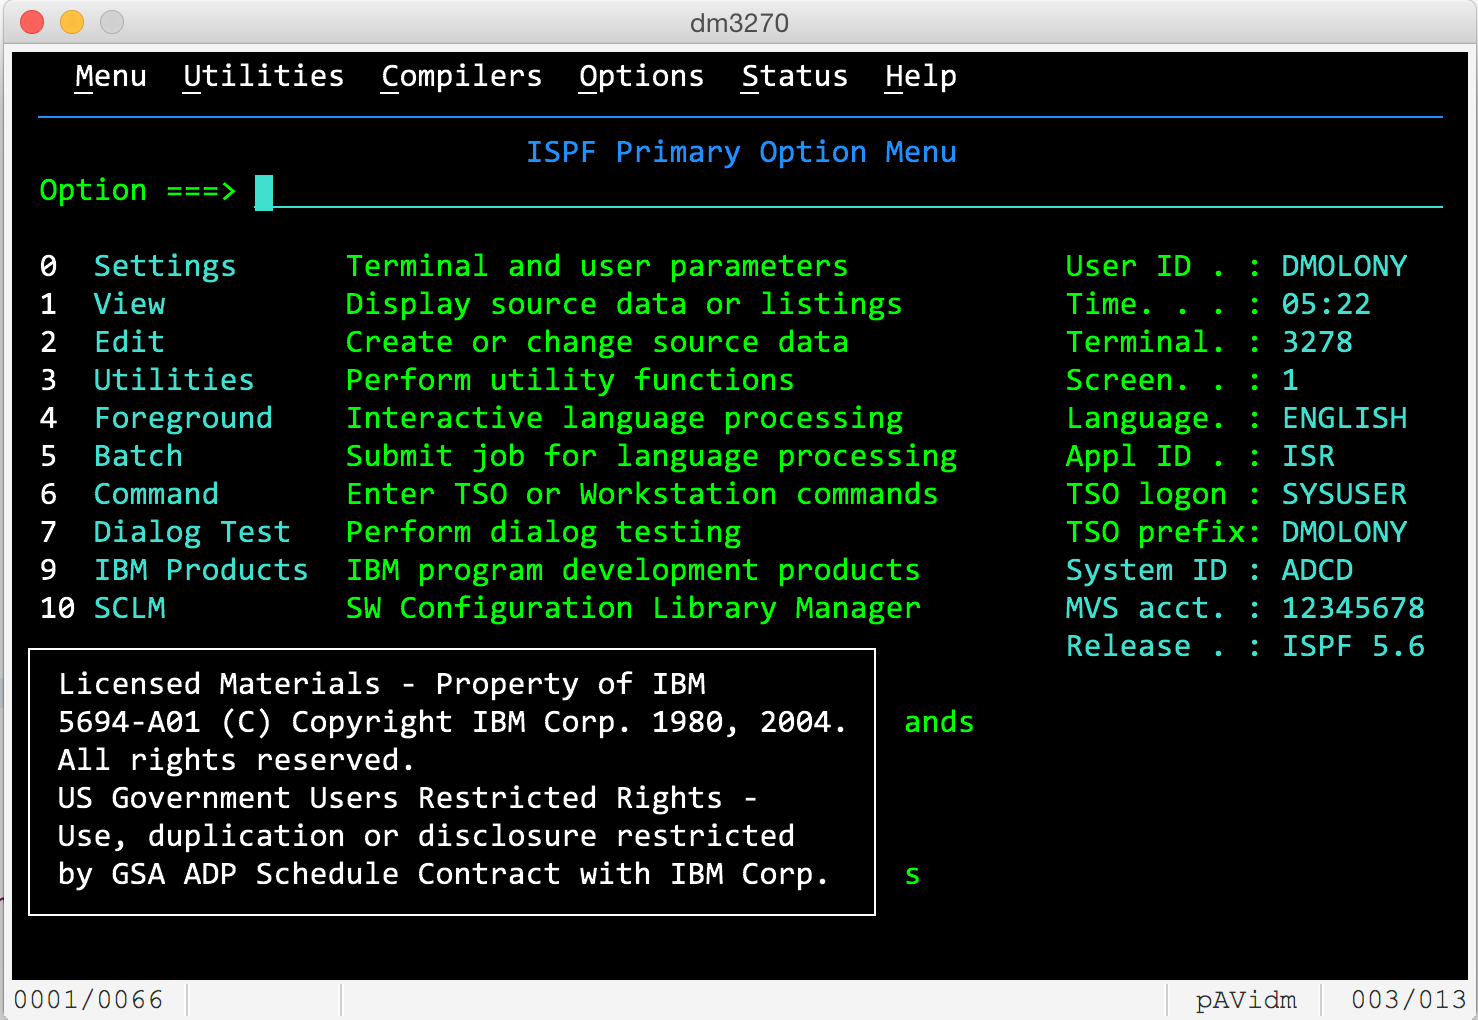 dm3270
Menu Utilities Compilers Options Status Help
ISPF Primary Option Menu
Option ===>
0 Settings Terminal and user parameters User ID . : DMOLONY
1 View Display source data or listings Time. . . : 05:22
2 Edit Create or change source data Terminal. : 3278
3 Utilities Perform utility functions Screen. . : 1
4 Foreground Interactive language processing Language. : ENGLISH
5 Batch Submit job for language processing Appl ID . : ISR
6 Command Enter TSO or Workstation commands TSO logon : SYSUSER
7 Dialog Test Perform dialog testing TSO prefix: DMOLONY
9 IBM Products IBM program development products System ID : ADCD
10 SCLM SW Configuration Library Manager MVS acct. : 12345678
Release . : ISPF 5.6
Licensed Materials - Property of IBM
5694-A01 (C) Copyright IBM Corp. 1980, 2004. ands
All rights reserved.
US Government Users Restricted Rights -
Use, duplication or disclosure restricted
by GSA ADP Schedule Contract with IBM Corp. s
0001/0066 pAVidm 003/013